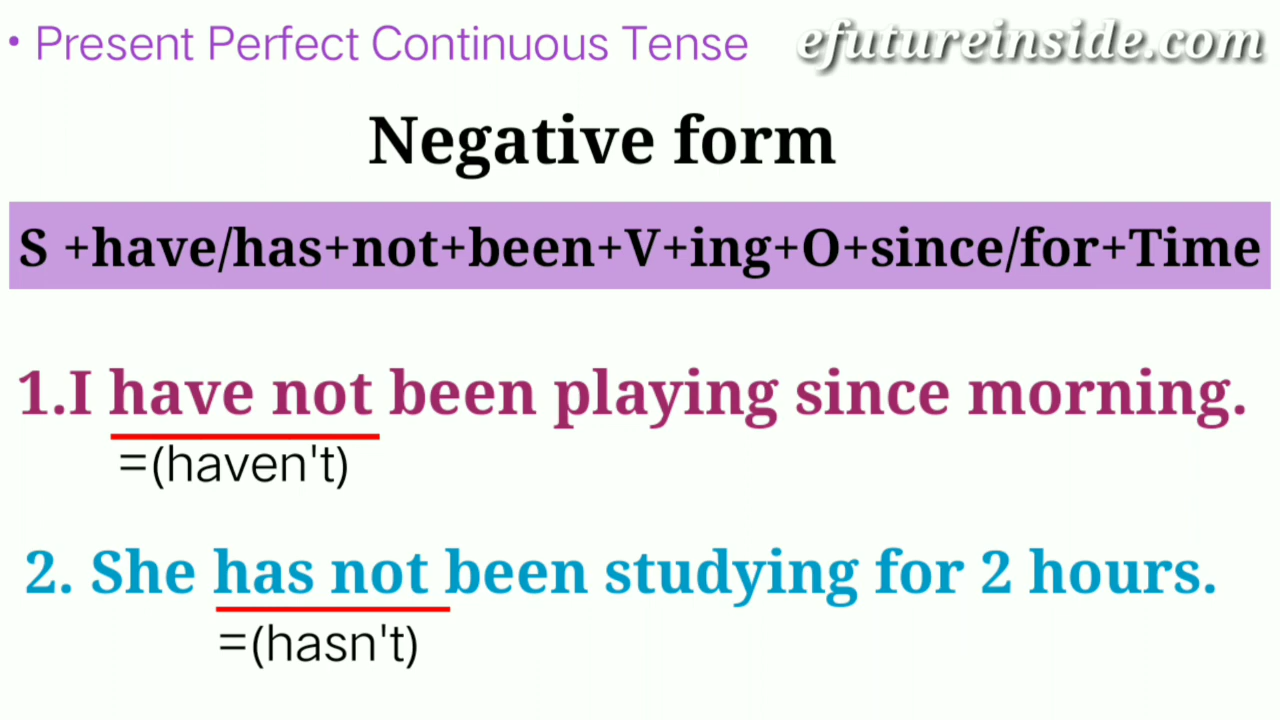 • Present Perfect Continuous Tense
efutureinside.com
Negative form
S +have/has+not+been+V+ing+O+since/for+Time
1.I have not been playing since morning.
=(haven't)
2. She has not been studying for 2 hours.
=(hasn't)